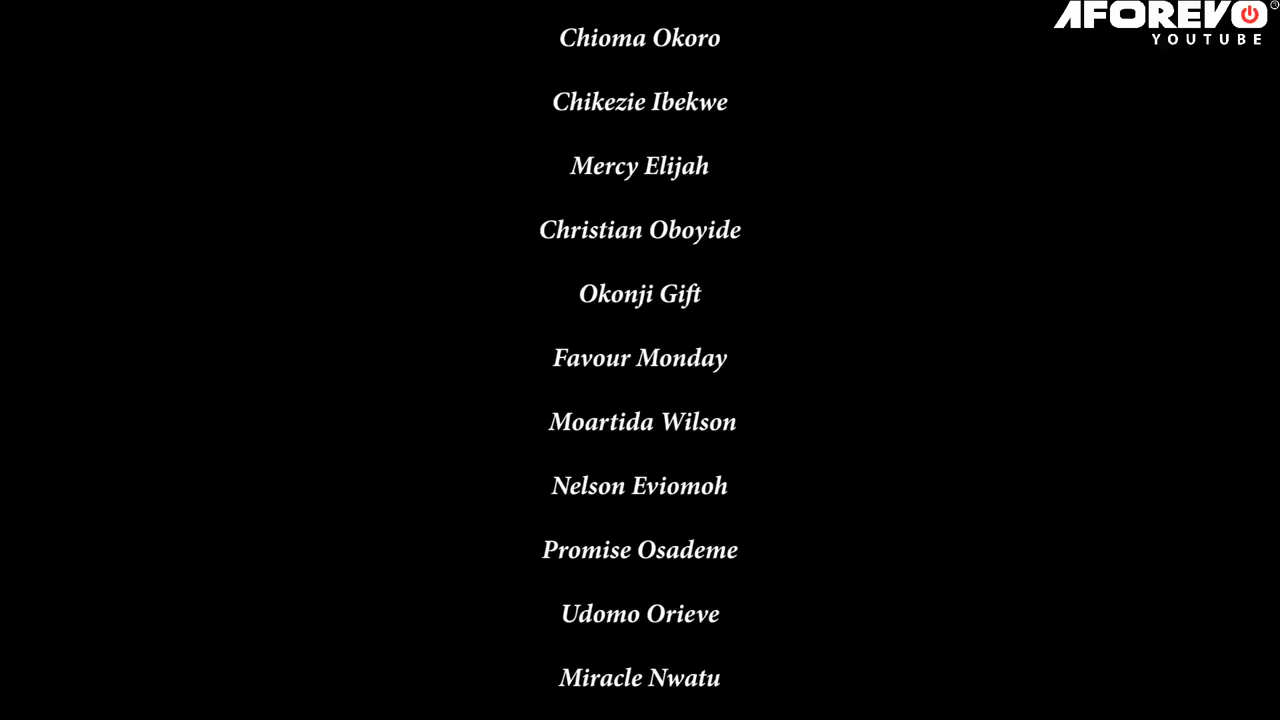 AFOREVO
YOUTUBE
Chioma Okoro
Chikezie Ibekwe
Mercy Elijah
Christian Oboyide
Okonji Gift
Favour Monday
Moartida Wilson
Nelson Eviomoh
Promise Osademe
Udomo Orieve
Miracle Nwatu